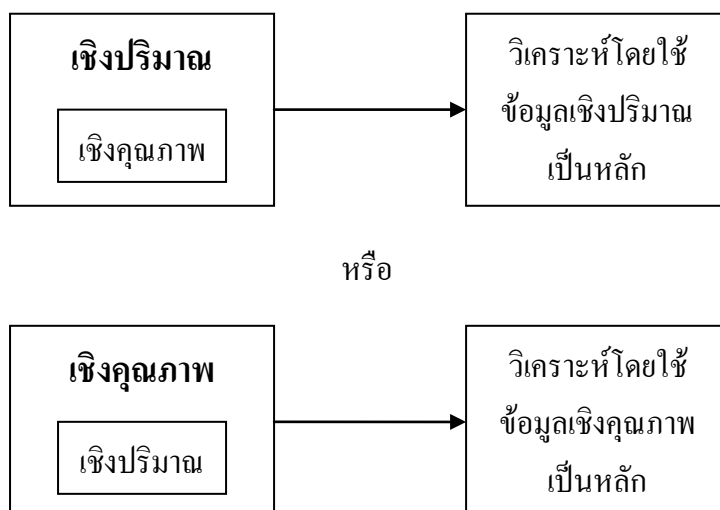 เชิงปริมาณ
เชิงคุณภาพ
วิเคราะห์โดยใช้
ข้อมูลเชิงปริมาณ
เป็นหลัก
หรือ
เชิงคุณภาพ
เชิงปริมาณ
วิเคราะห์โดยใช้
ข้อมูลเชิงคุณภาพ
เป็นหลัก